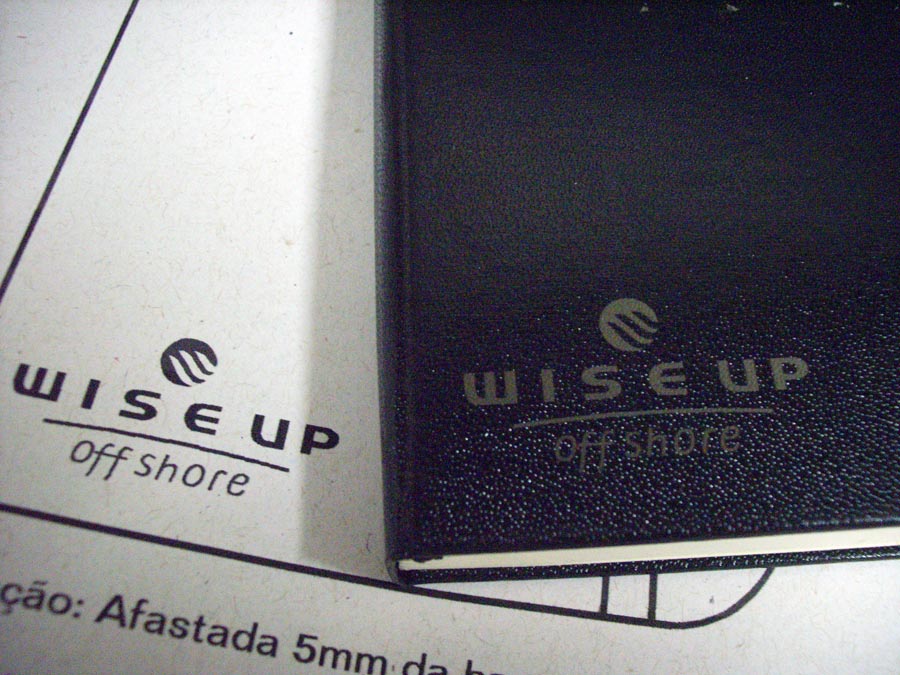 WISE UP
off shore
WISE UP
off shore
ção: Afastada 5mm da